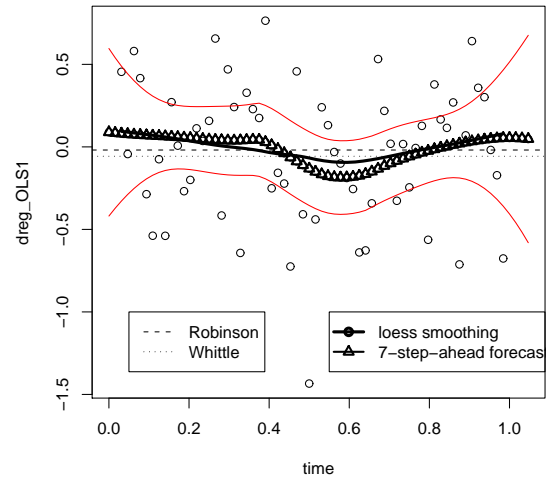 dreg_OLS1
0.5
0.0
−0.5
−1.0
−1.5
Robinson
Whittle
loess smoothing
7−step−ahead forecas
0.0 0.2 0.4 0.6 0.8 1.0
time